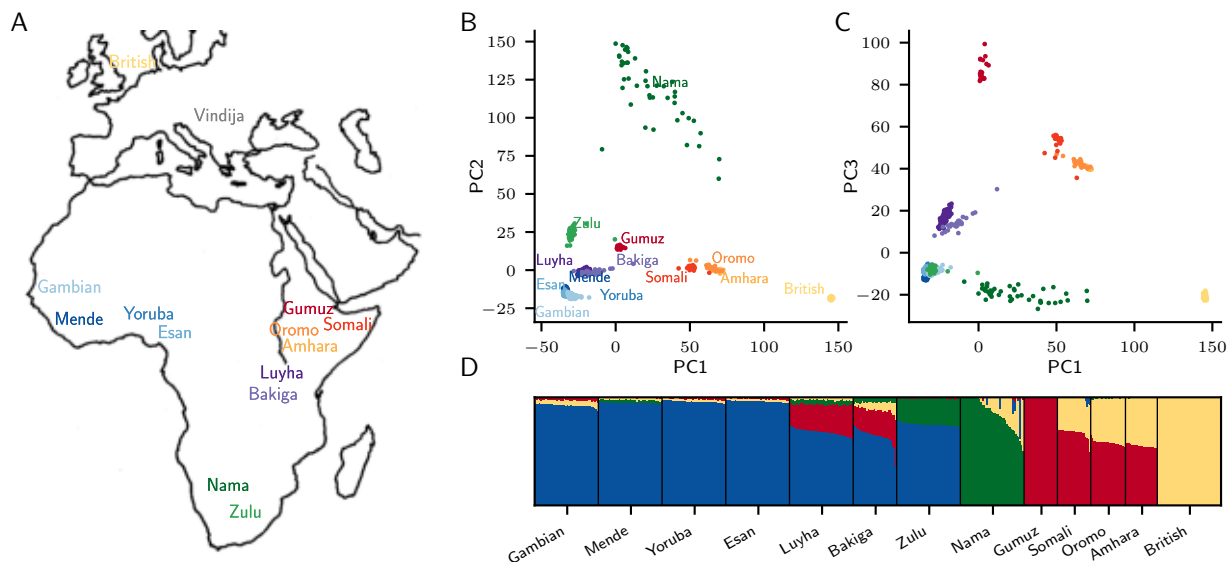 A
British
Vindija
Gambian
Mende
Yoruba
Esan
Gumuz
Somali
Oromo
Amhara
Luyha
Bakiga
Nama
Zulu
B
150
125
100
75
50
25
0
−25
PC2
−50
0
50
100
150
PC1
Nama
Zulu
Gumuz
Luyha
Bakiga
Oromo
Mende
Somali
Amhara
Esan
Yoruba
British
Gambian
C
100
80
60
40
20
0
−20
PC3
0
50
100
150
PC1
D
Gambian
Mende
Yoruba
Esan
Luyha
Bakiga
Zulu
Nama
Gumuz
Somali
Oromo
Amhara
British